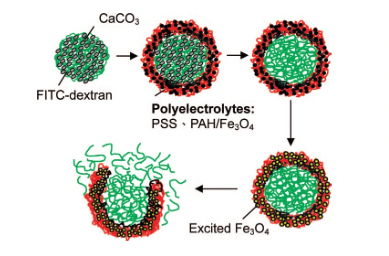 CaCO₃
FITC-dextran
Polyelectrolytes:
PSS、PAH/Fe₃O₄
Excited Fe₃O₄